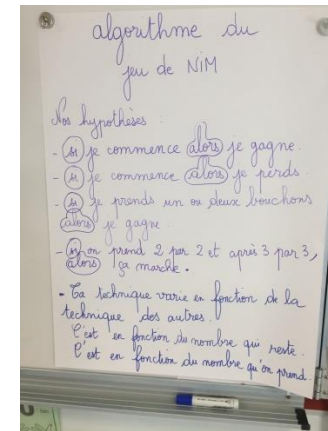 algorithme du
jeu de NiM
Nos hypothèses :
- si je commence alors je gagne.
- si je commence alors je perds.
- si je prends un ou deux bouchons
alors je gagne.
- si on prend 2 par 2 et après 3 par 3,
alors ça marche.
- Ta technique varie en fonction de la
technique des autres.
C'est en fonction du nombre qui reste.
C'est en fonction du nombre qu'on prend.